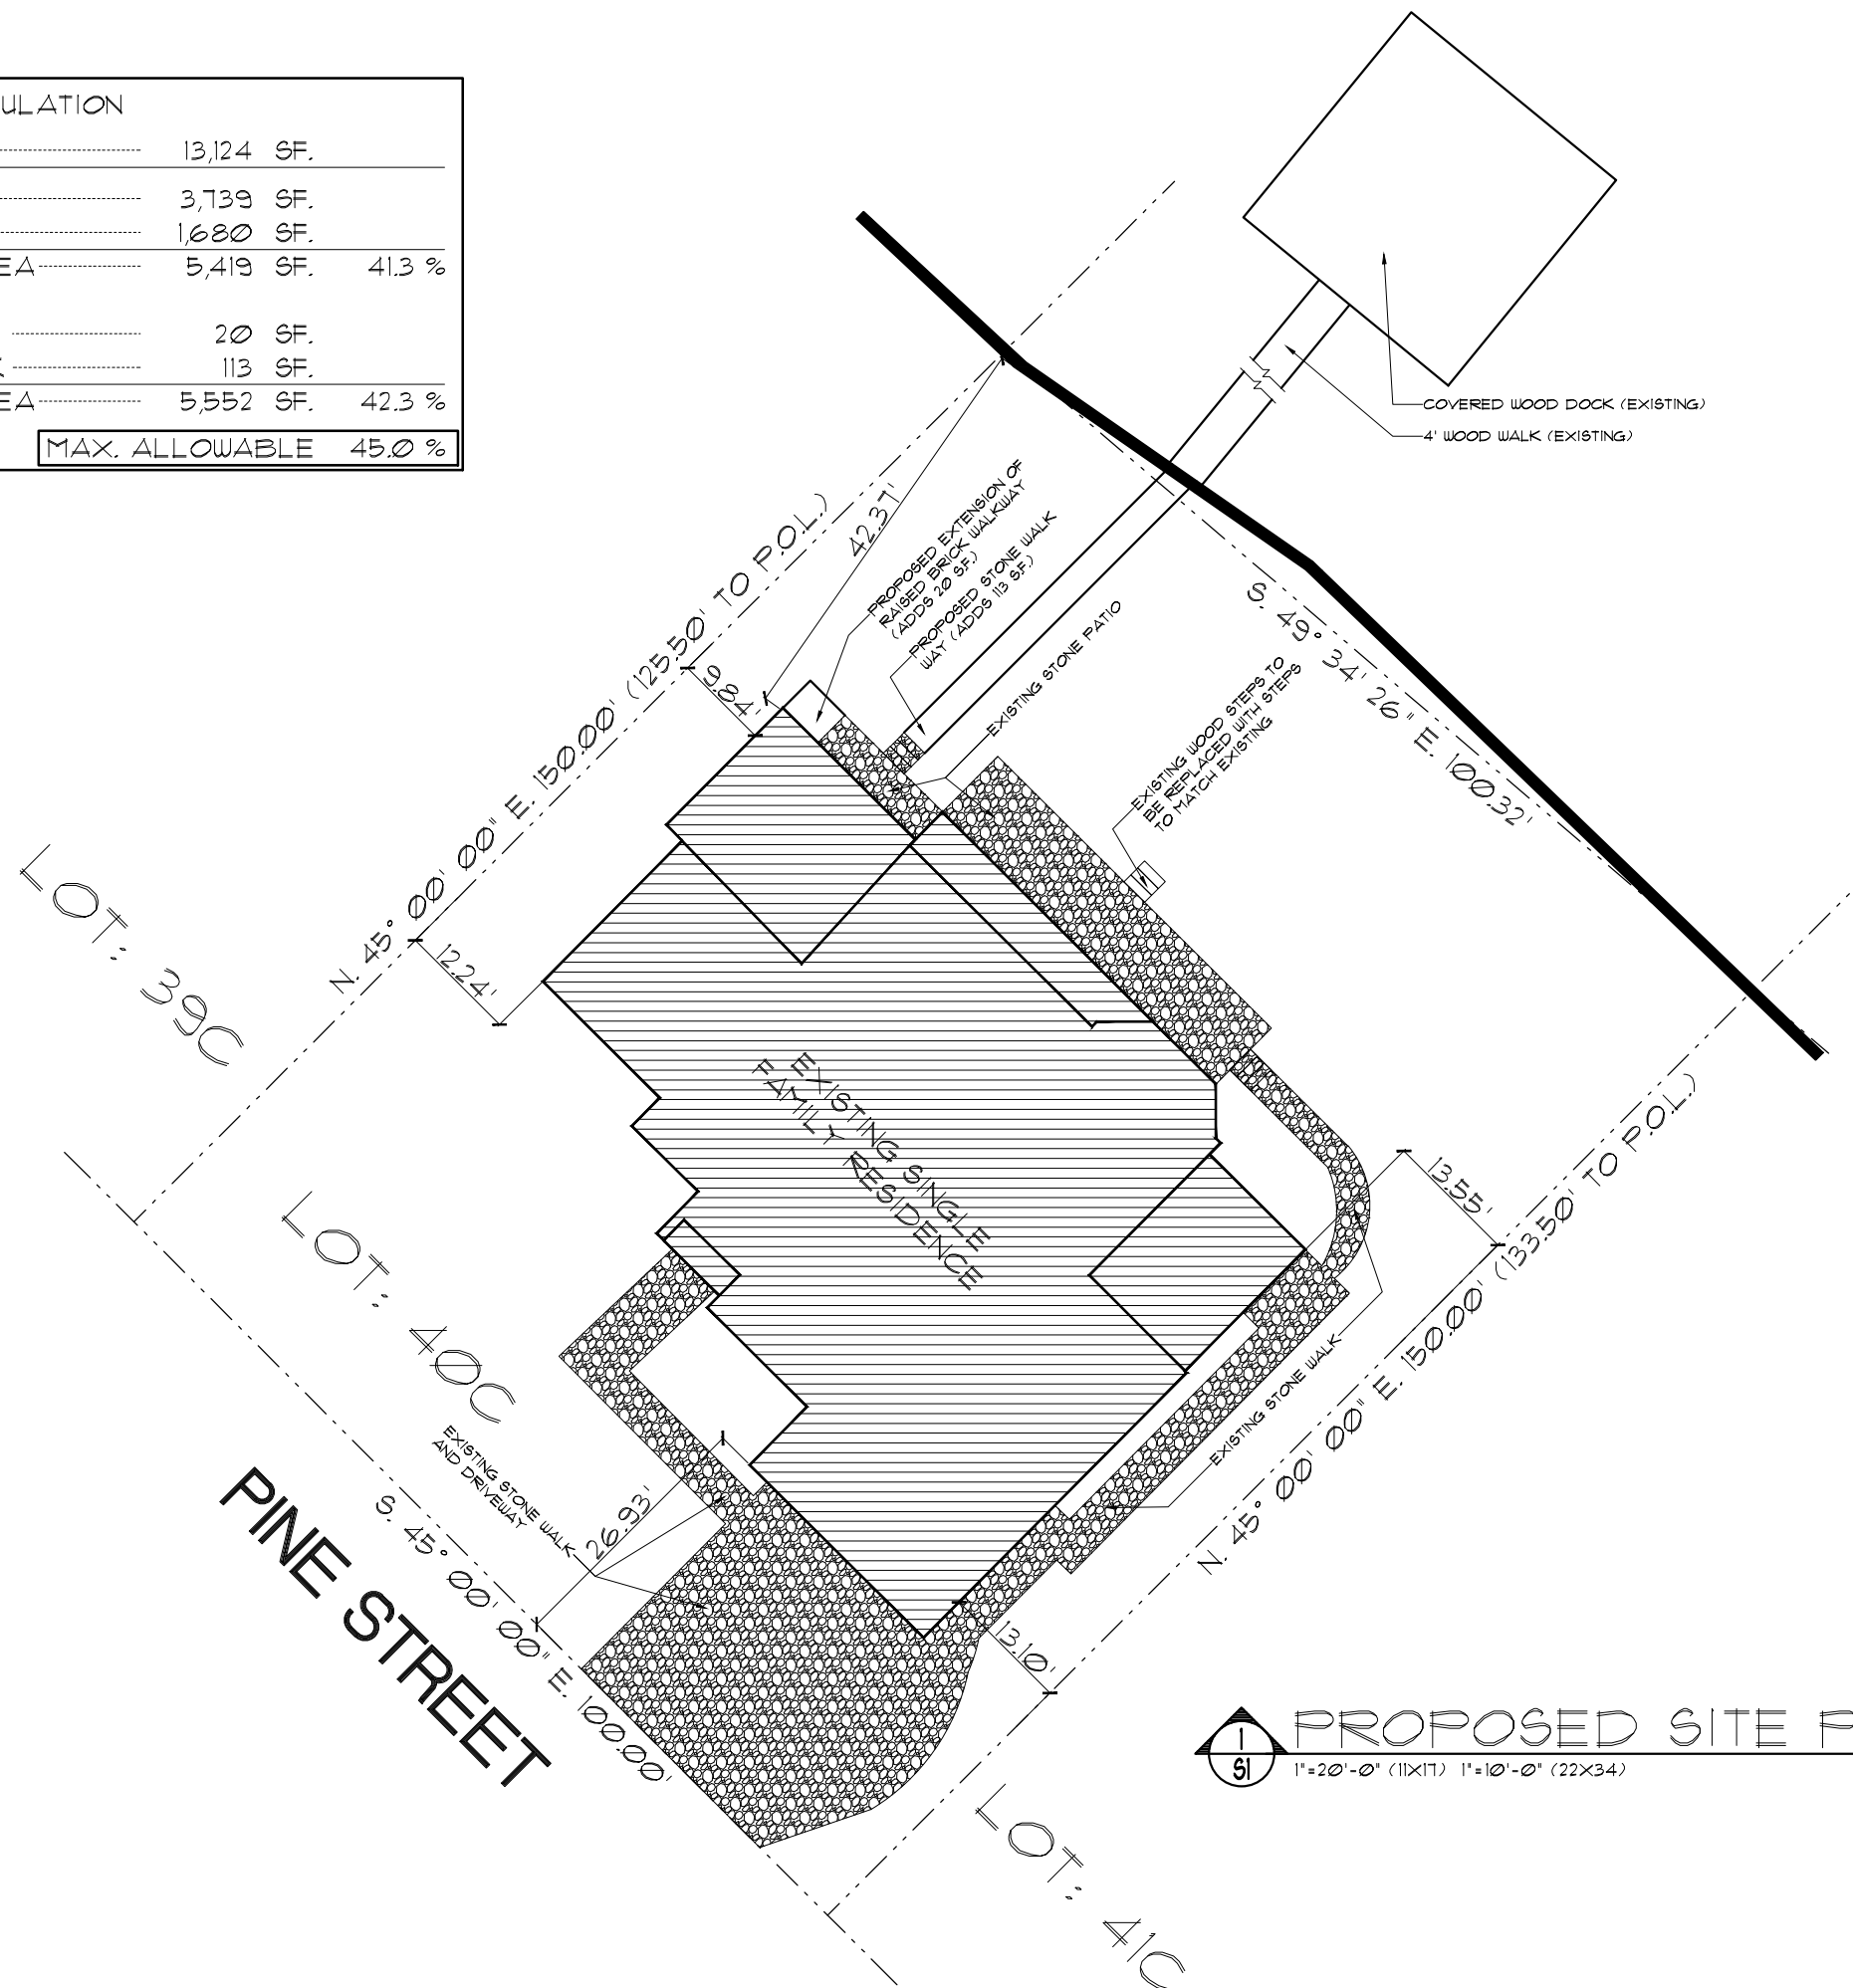 ULATION
13,124 SF.
3,739 SF.
1,680 SF.
EA 5,419 SF. 41.3 %
20 SF.
113 SF.
EA 5,552 SF. 42.3 %
MAX. ALLOWABLE 45.0 %
COVERED WOOD DOCK (EXISTING)
4' WOOD WALK (EXISTING)
PROPOSED EXTENSION OF
RAISED BRICK WALKWAY
(ADDS 20 SF.)
PROPOSED STONE WALK
WAY (ADDS 113 SF.)
EXISTING STONE PATIO
EXISTING WOOD STEPS TO
BE REPLACED WITH STEPS
TO MATCH EXISTING
42.37'
9.84'
12.24'
N. 45° 00' 00" E. 150.00' (125.50' TO P.O.L.)
S. 49° 34' 26" E. 100.32'
LOT: 39C
LOT: 40C
EXISTING SINGLE
FAMILY RESIDENCE
13.55'
N. 45° 00' 00" E. 150.00' (133.50' TO P.O.L.)
EXISTING STONE WALK
EXISTING STONE WALK
AND DRIVEWAY
26.93'
13.10'
S. 45° 00' 00" E. 100.00'
PINE STREET
LOT: 41C
1
S1
PROPOSED SITE P
1"=20'-0" (11X17) 1"=10'-0" (22X34)